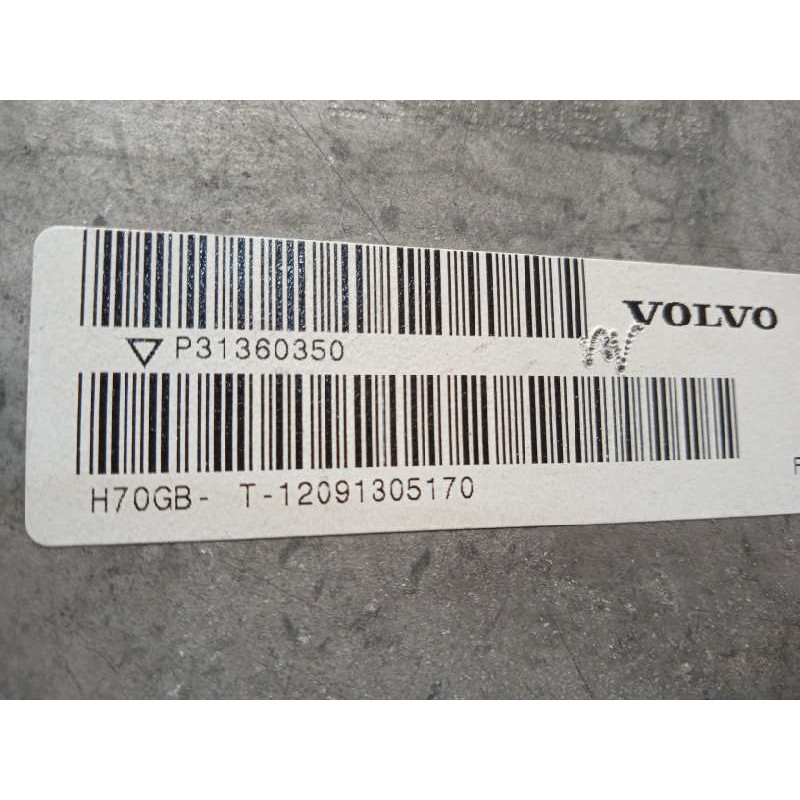 VOLVO
▽ P31360350
H70GB- T-12091305170
F